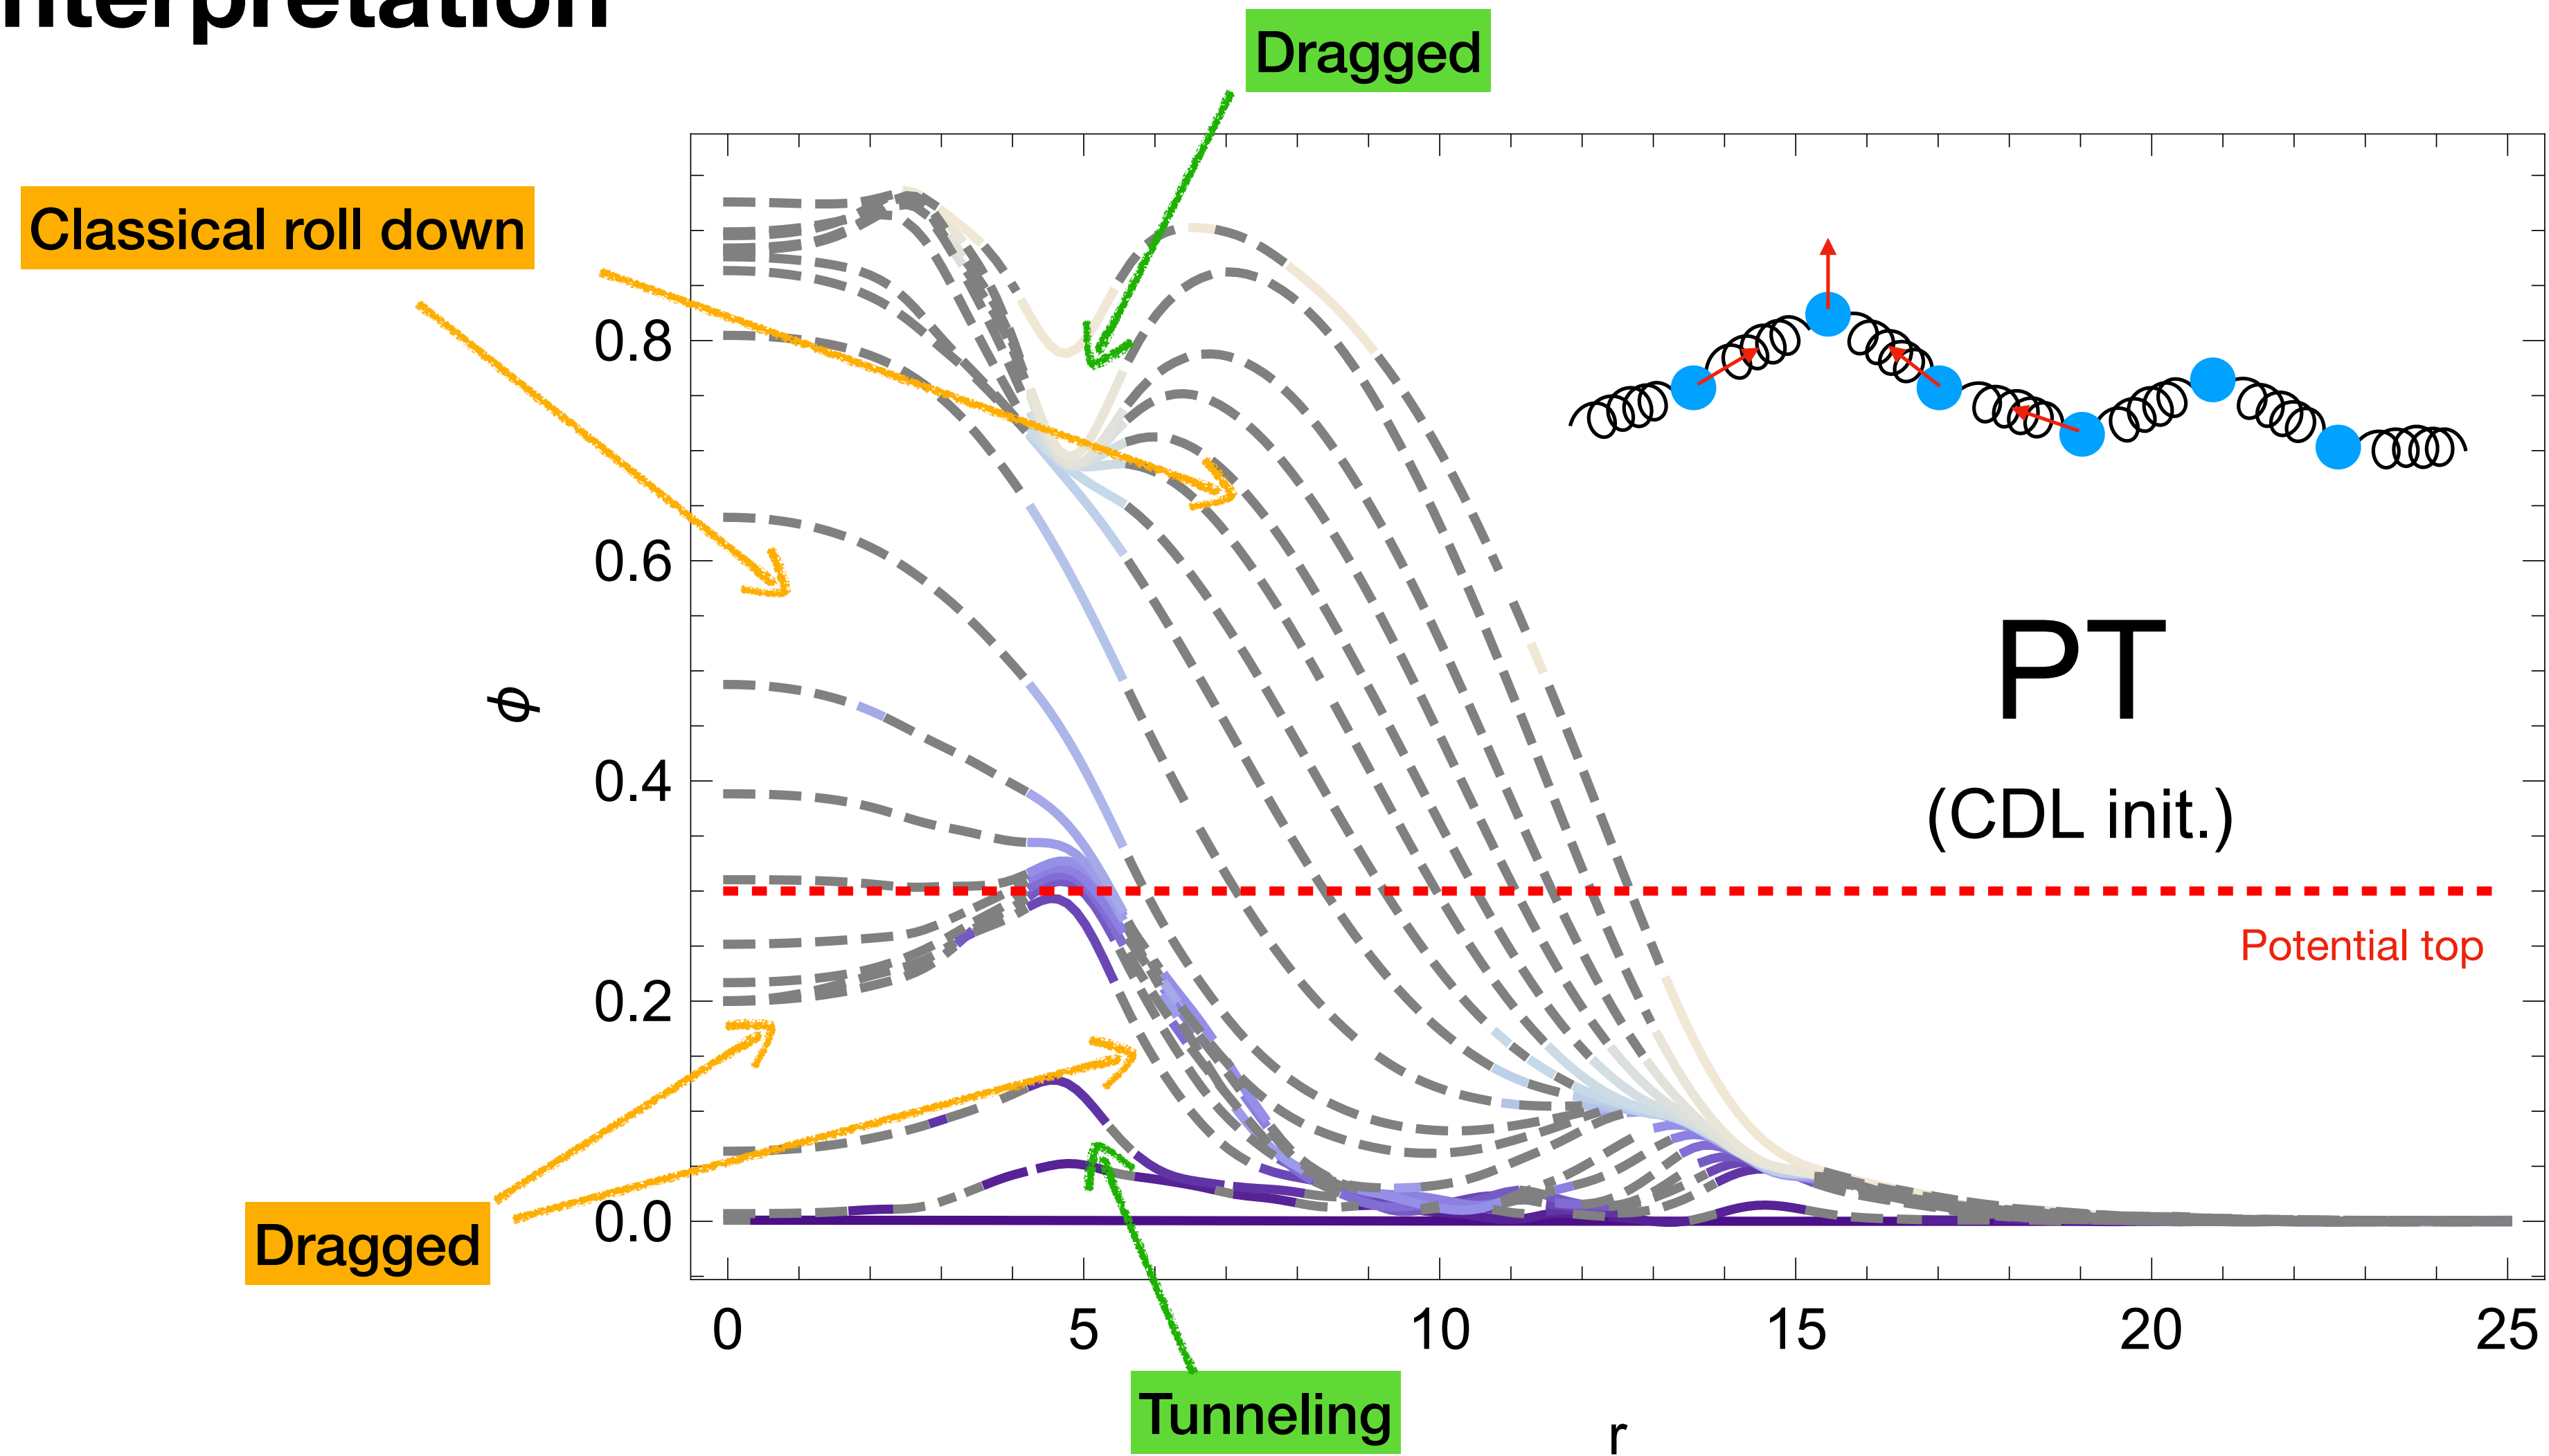 nterpretation
Dragged
Classical roll down
0.8
0.6
0.4
0.2
0.0
ϕ
PT
(CDL init.)
Potential top
Dragged
0 5 10 15 20 25
Tunneling
r